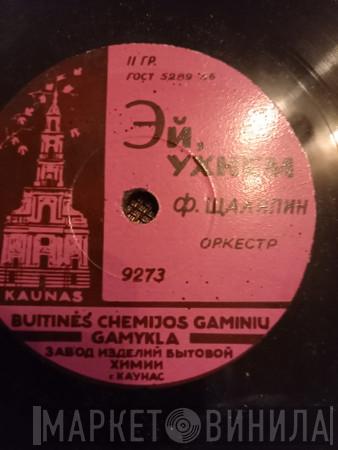 II ГР.
ГОСТ 5289-56
Эй,
УХНЕМ
Ф. ШАЛЯПИН
ОРКЕСТР
9273
KAUNAS
BUITINĖS CHEMIJOS GAMINIŲ
GAMYKLA
ЗАВОД ИЗДЕЛИЙ БЫТОВОЙ
ХИМИИ
г. КАУНАС
МАРКЕТ ВИНИЛА